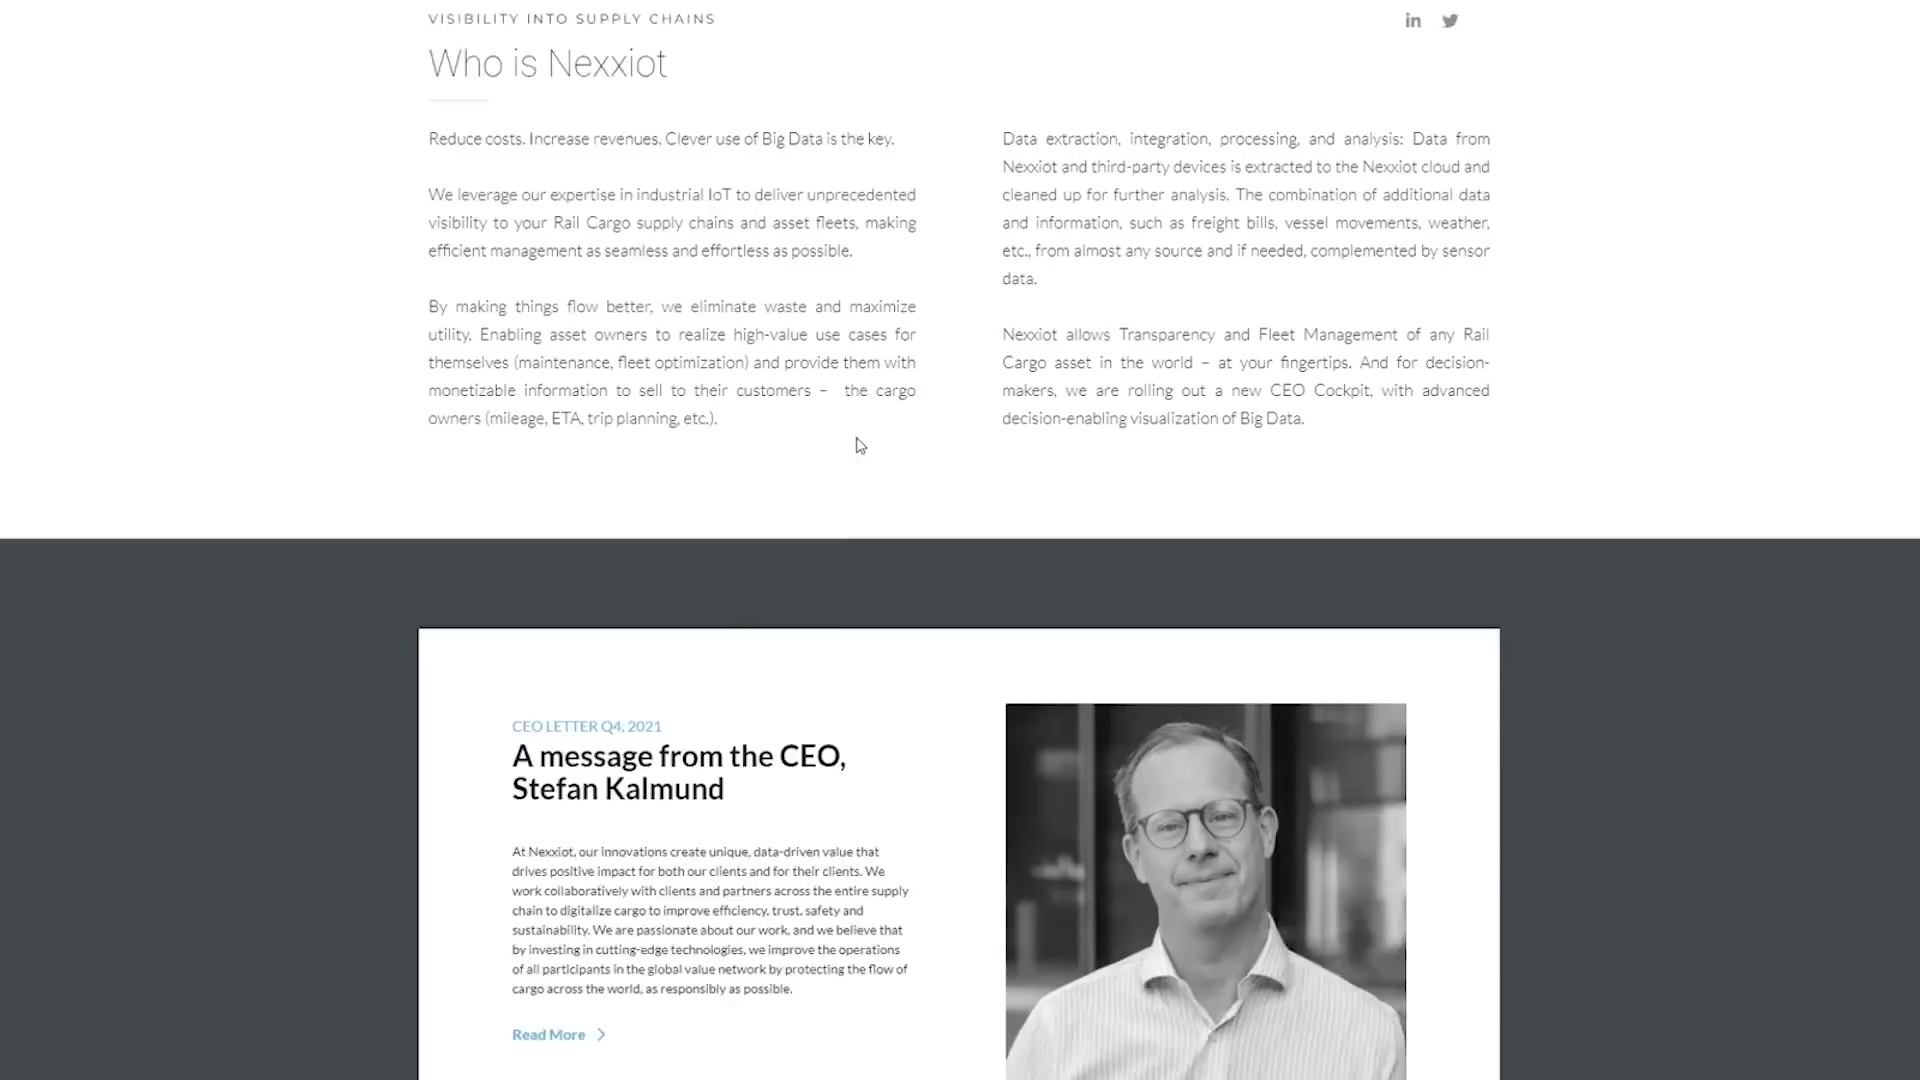 VISIBILITY INTO SUPPLY CHAINS
Who is Nexxiot
Reduce costs. Increase revenues. Clever use of Big Data is the key.
We leverage our expertise in industrial IoT to deliver unprecedented
visibility to your Rail Cargo supply chains and asset fleets, making
efficient management as seamless and effortless as possible.
By making things flow better, we eliminate waste and maximize
utility. Enabling asset owners to realize high-value use cases for
themselves (maintenance, fleet optimization) and provide them with
monetizable information to sell to their customers – the cargo
owners (mileage, ETA, trip planning, etc.).
Data extraction, integration, processing, and analysis: Data from
Nexxiot and third-party devices is extracted to the Nexxiot cloud and
cleaned up for further analysis. The combination of additional data
and information, such as freight bills, vessel movements, weather,
etc., from almost any source and if needed, complemented by sensor
data.
Nexxiot allows Transparency and Fleet Management of any Rail
Cargo asset in the world – at your fingertips. And for decision-
makers, we are rolling out a new CEO Cockpit, with advanced
decision-enabling visualization of Big Data.
CEO LETTER Q4, 2021
A message from the CEO,
Stefan Kalmund
At Nexxiot, our innovations create unique, data-driven value that
drives positive impact for both our clients and for their clients. We
work collaboratively with clients and partners across the entire supply
chain to digitalize cargo to improve efficiency, trust, safety and
sustainability. We are passionate about our work, and we believe that
by investing in cutting-edge technologies, we improve the operations
of all participants in the global value network by protecting the flow of
cargo across the world, as responsibly as possible.
Read More